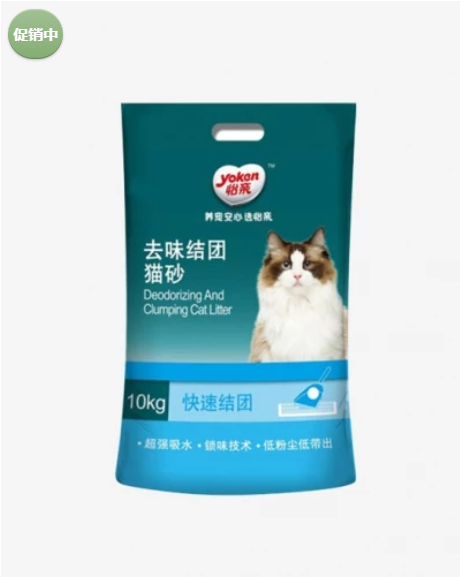 促销中
yoken
TM
怡亲
养宠安心选怡亲
去味结团
猫砂
Deodorizing And
Clumping Cat Litter
10kg 快速结团
·超强吸水 ·锁味技术 ·低粉尘低带出